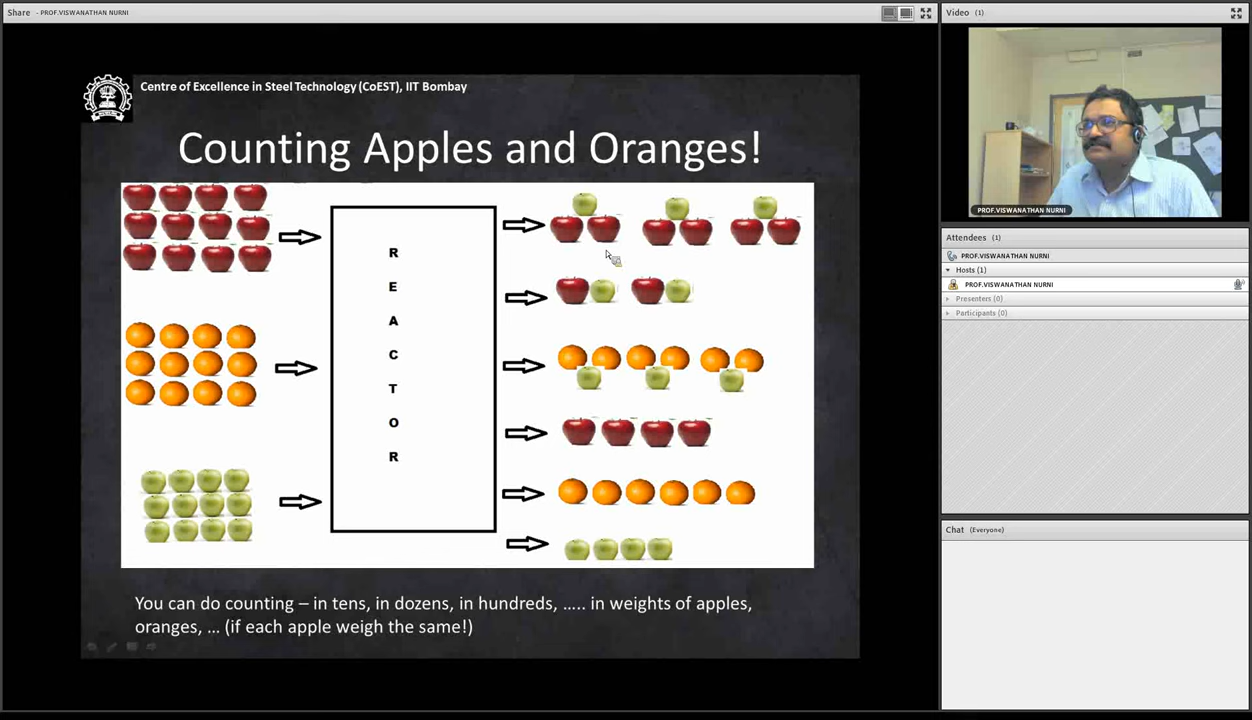 Share - PROF.VISWANATHAN NURNI
Centre of Excellence in Steel Technology (CoEST), IIT Bombay
Counting Apples and Oranges!
R
E
A
C
T
O
R
You can do counting – in tens, in dozens, in hundreds, ….. in weights of apples,
oranges, … (if each apple weigh the same!)
Video (1)
PROF.VISWANATHAN NURNI
Attendees (1)
PROF.VISWANATHAN NURNI
Hosts (1)
PROF.VISWANATHAN NURNI
Presenters (0)
Participants (0)
Chat (Everyone)